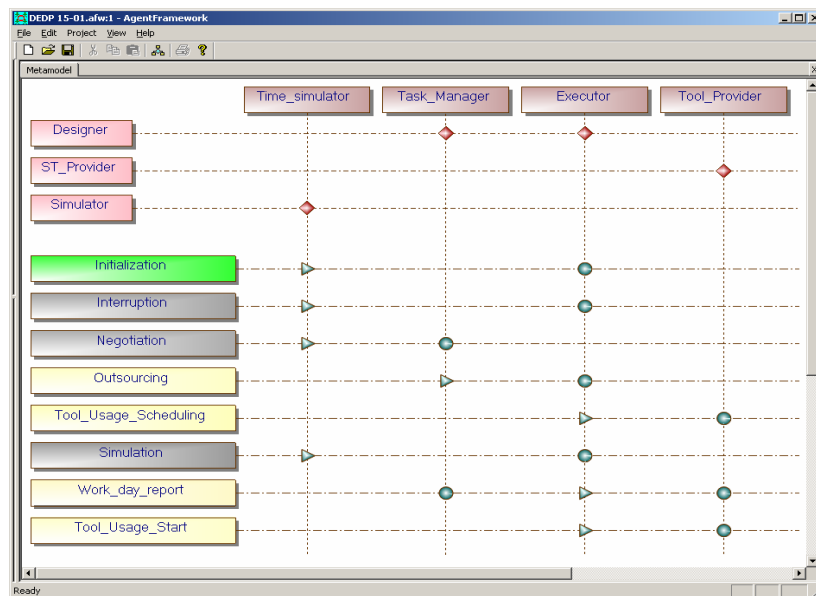 DEDP 15-01.afw:1 - AgentFramework
File Edit Project View Help
Metamodel
Time_simulator Task_Manager Executor Tool_Provider
Designer
ST_Provider
Simulator
Initialization
Interruption
Negotiation
Outsourcing
Tool_Usage_Scheduling
Simulation
Work_day_report
Tool_Usage_Start
Ready